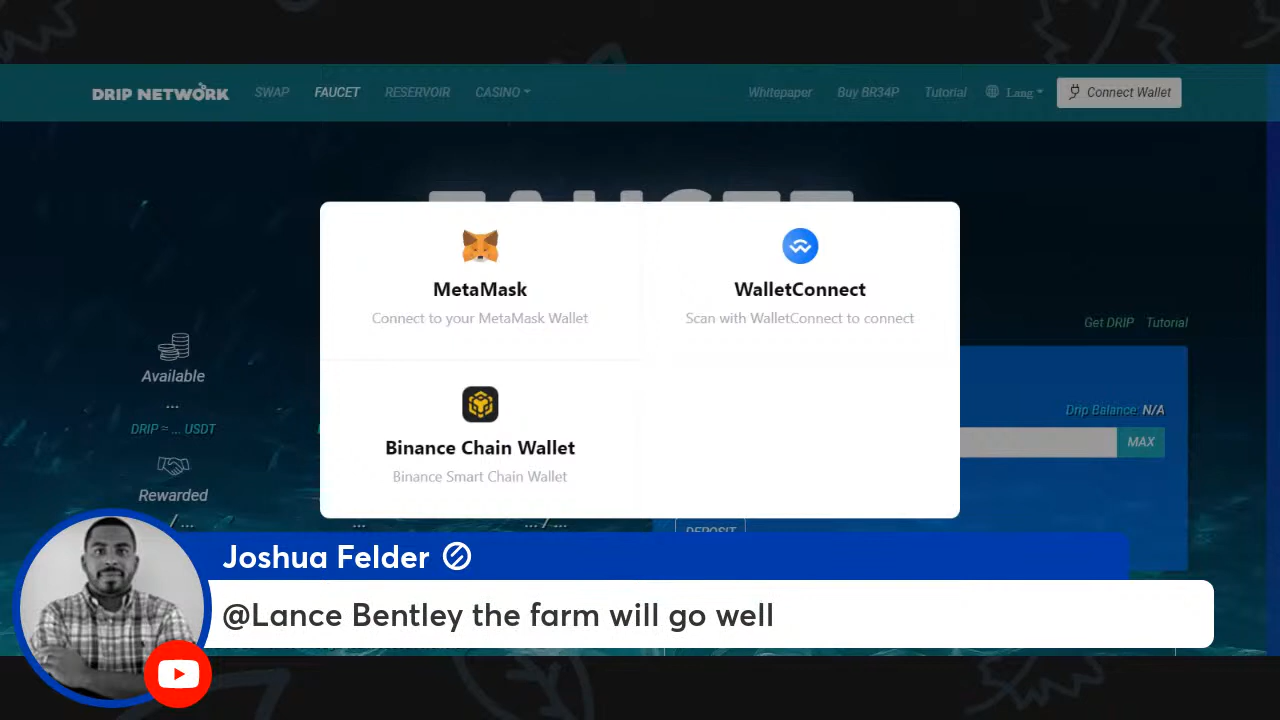 DRIP NETWORK SWAP FAUCET RESERVOIR CASINO Whitepaper Buy BR34P Tutorial Lang Connect Wallet
MetaMask
Connect to your MetaMask Wallet
WalletConnect
Scan with WalletConnect to connect
Binance Chain Wallet
Binance Smart Chain Wallet
Get DRIP Tutorial
Available
...
DRIP ≈ ... USDT
Drip Balance: N/A
MAX
Rewarded
/ ...
...
... / ...
DEPOSIT
Joshua Felder
@Lance Bentley the farm will go well